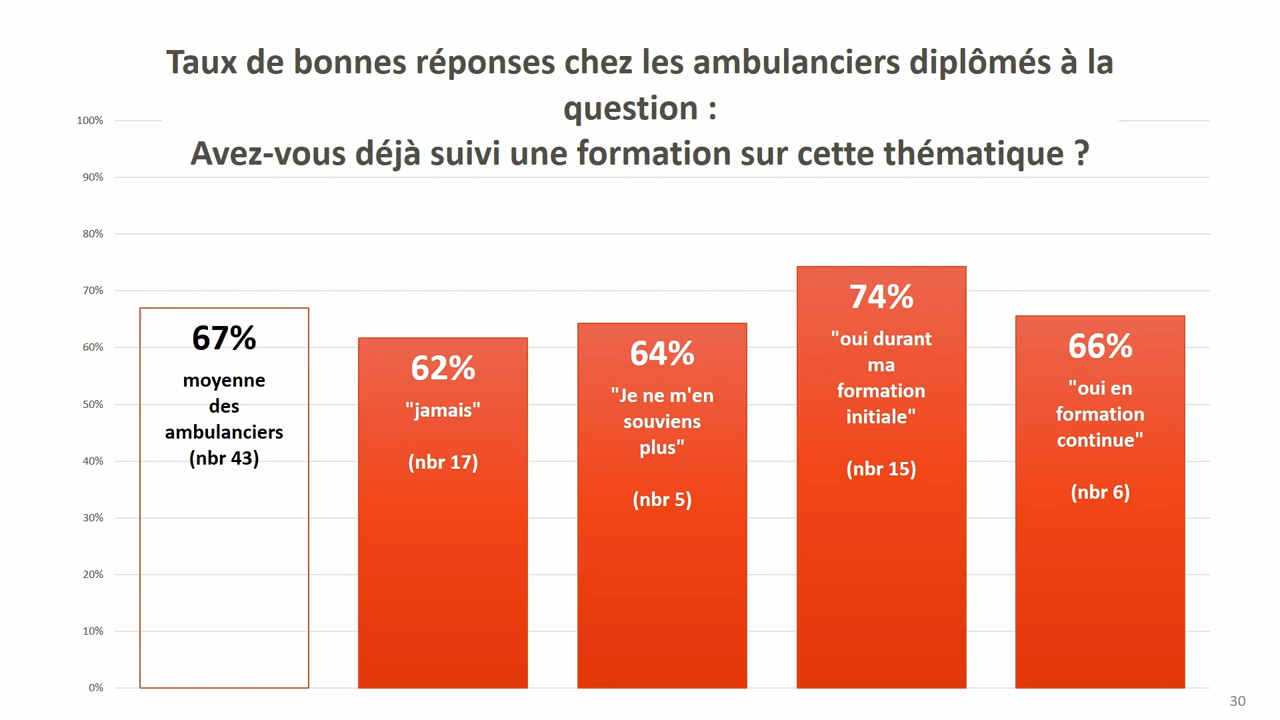 Taux de bonnes réponses chez les ambulanciers diplômés à la
question :
Avez-vous déjà suivi une formation sur cette thématique ?
100%
90%
80%
70%
60%
50%
40%
30%
20%
10%
0%
67%
moyenne
des
ambulanciers
(nbr 43)
62%
"jamais"
(nbr 17)
64%
"Je ne m'en
souviens
plus"
(nbr 5)
74%
"oui durant
ma
formation
initiale"
(nbr 15)
66%
"oui en
formation
continue"
(nbr 6)
30